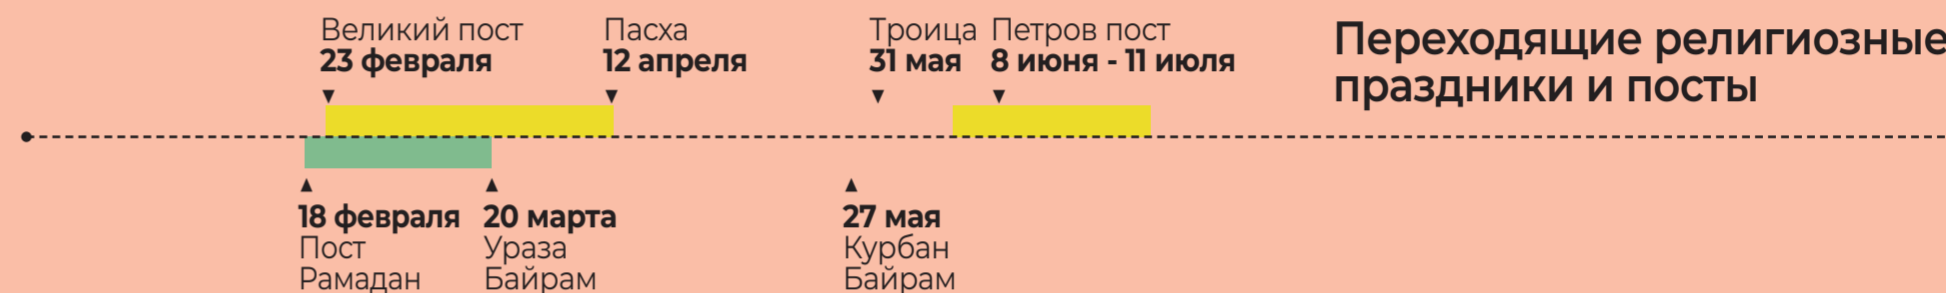 Великий пост
23 февраля
Пасха
12 апреля
Троица
31 мая
Петров пост
8 июня - 11 июля
Переходящие религиозные
праздники и посты
18 февраля
Пост
Рамадан
20 марта
Ураза
Байрам
27 мая
Курбан
Байрам